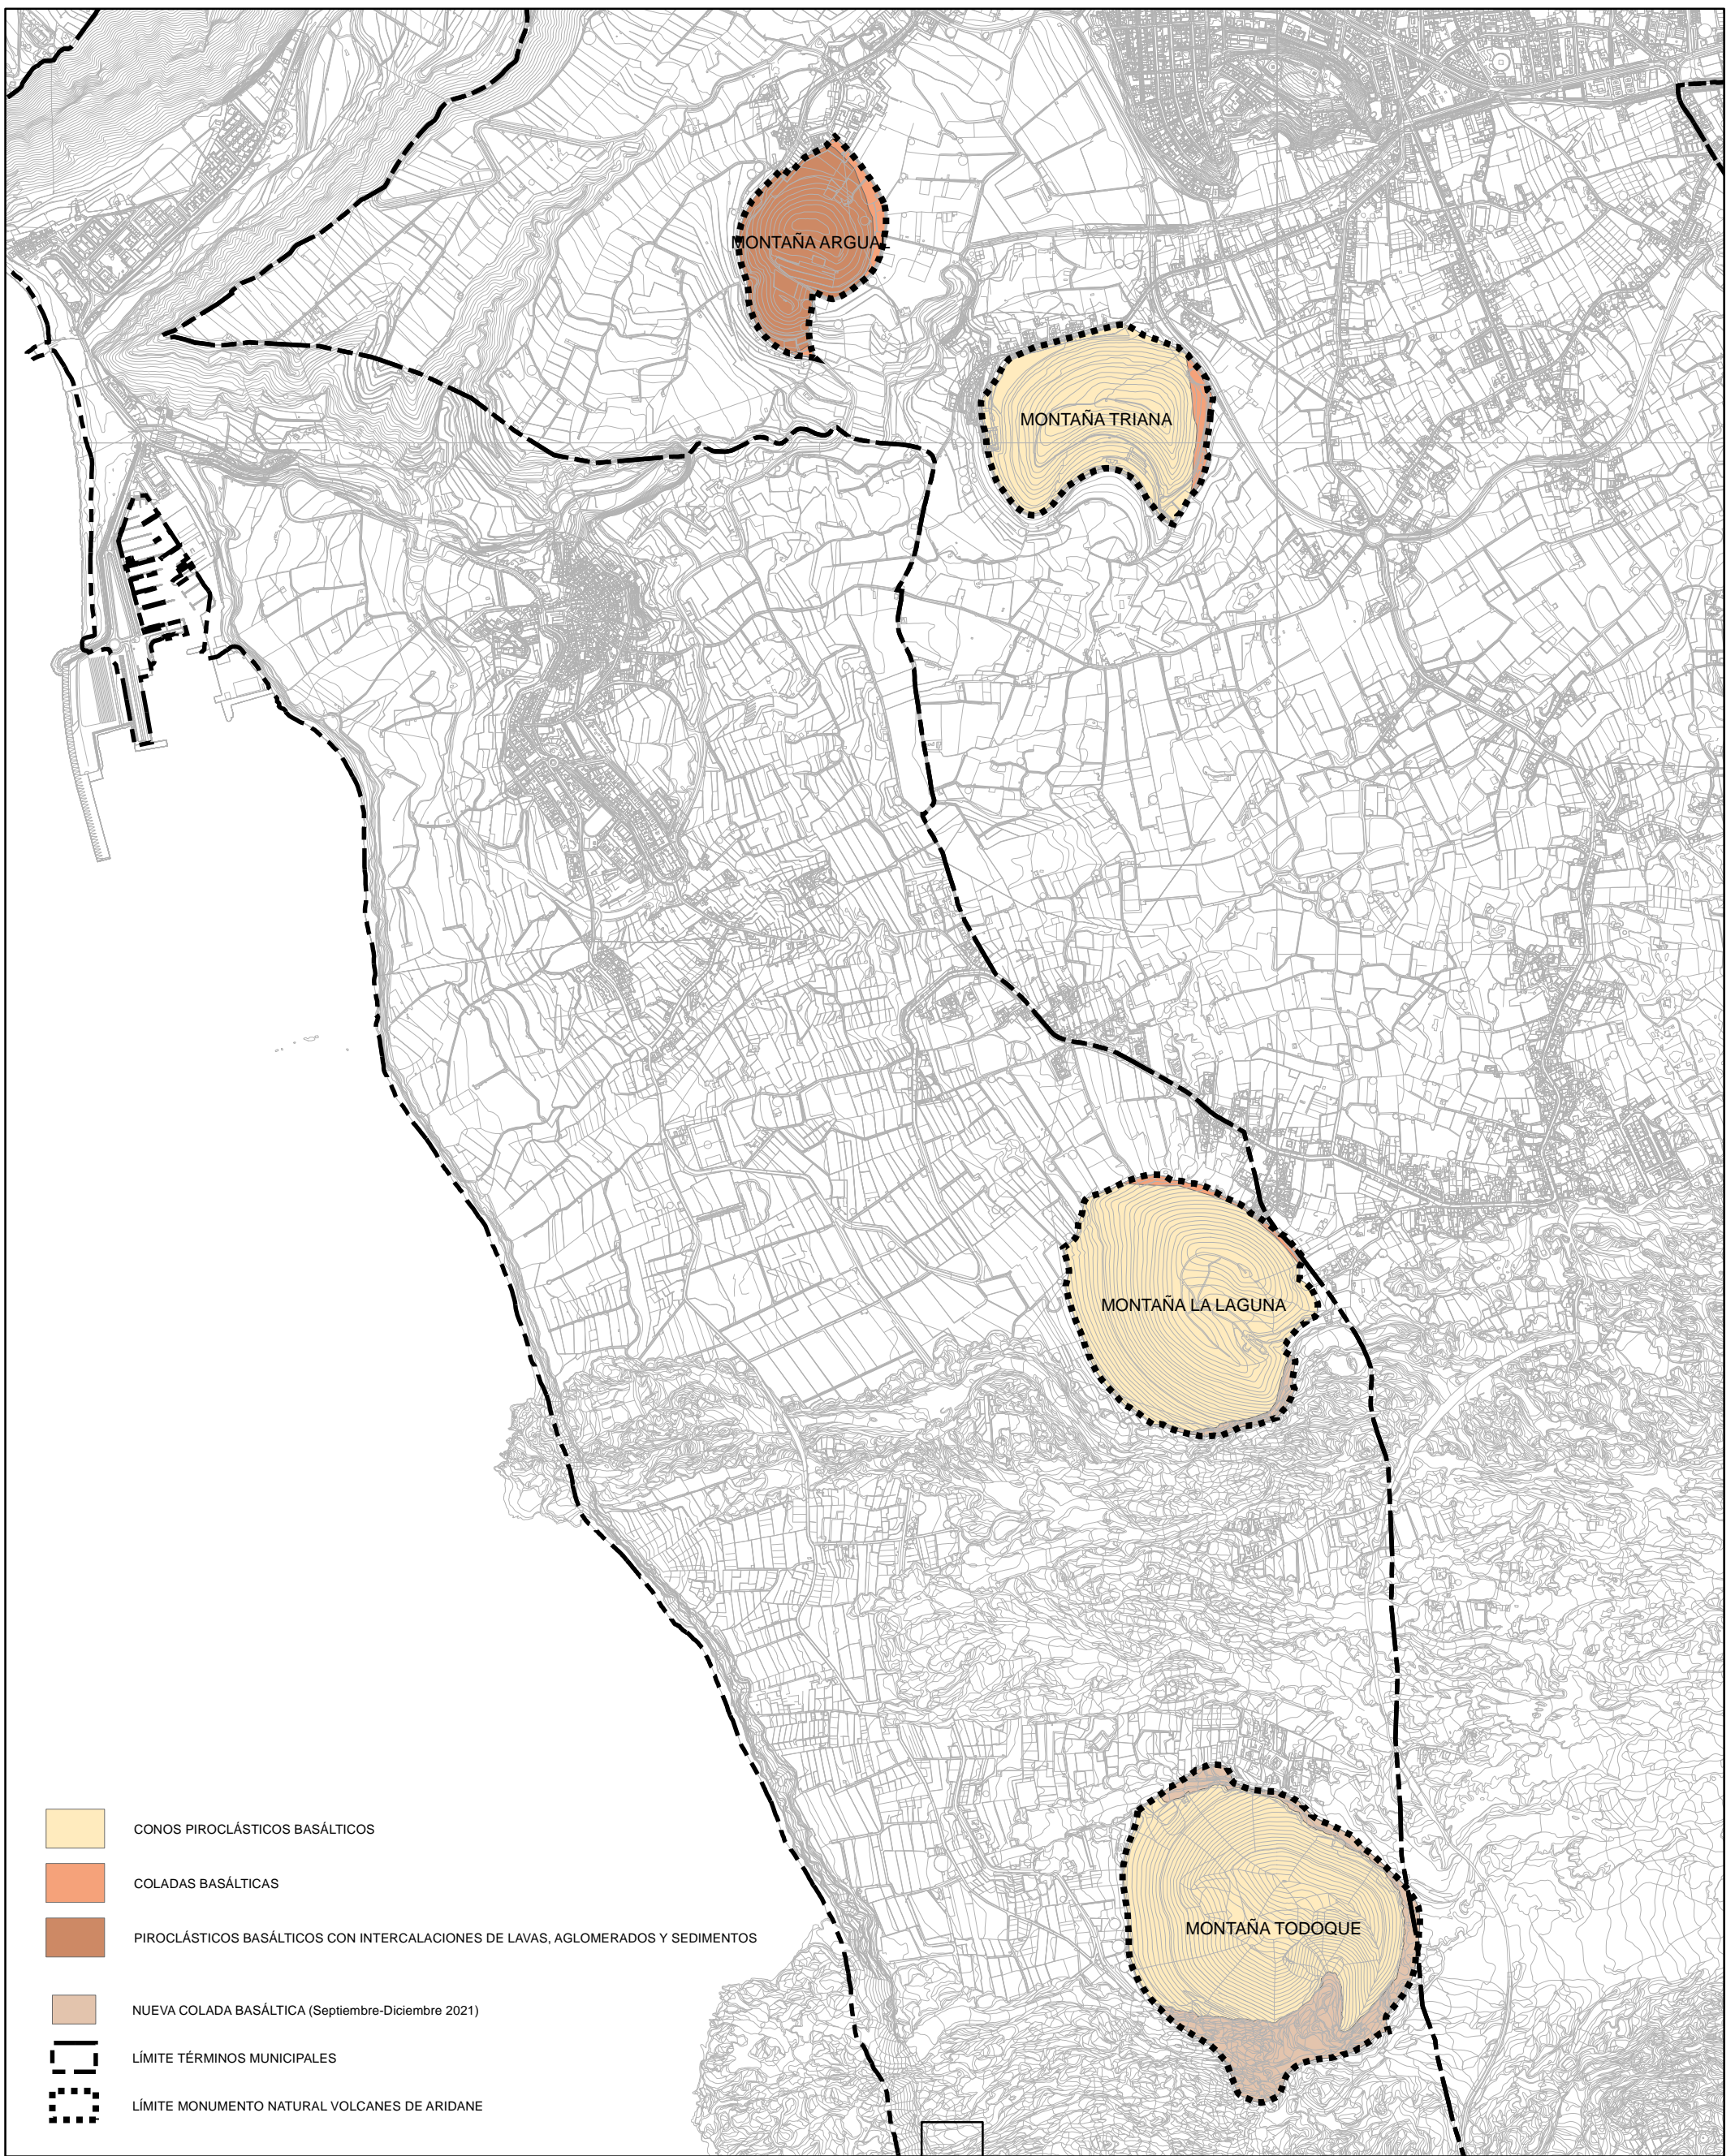 MONTAÑA ARGUAL
MONTAÑA TRIANA
MONTAÑA LA LAGUNA
MONTAÑA TODOQUE
CONOS PIROCLÁSTICOS BASÁLTICOS
COLADAS BASÁLTICAS
PIROCLÁSTICOS BASÁLTICOS CON INTERCALACIONES DE LAVAS, AGLOMERADOS Y SEDIMENTOS
NUEVA COLADA BASÁLTICA (Septiembre-Diciembre 2021)
LÍMITE TÉRMINOS MUNICIPALES
LÍMITE MONUMENTO NATURAL VOLCANES DE ARIDANE